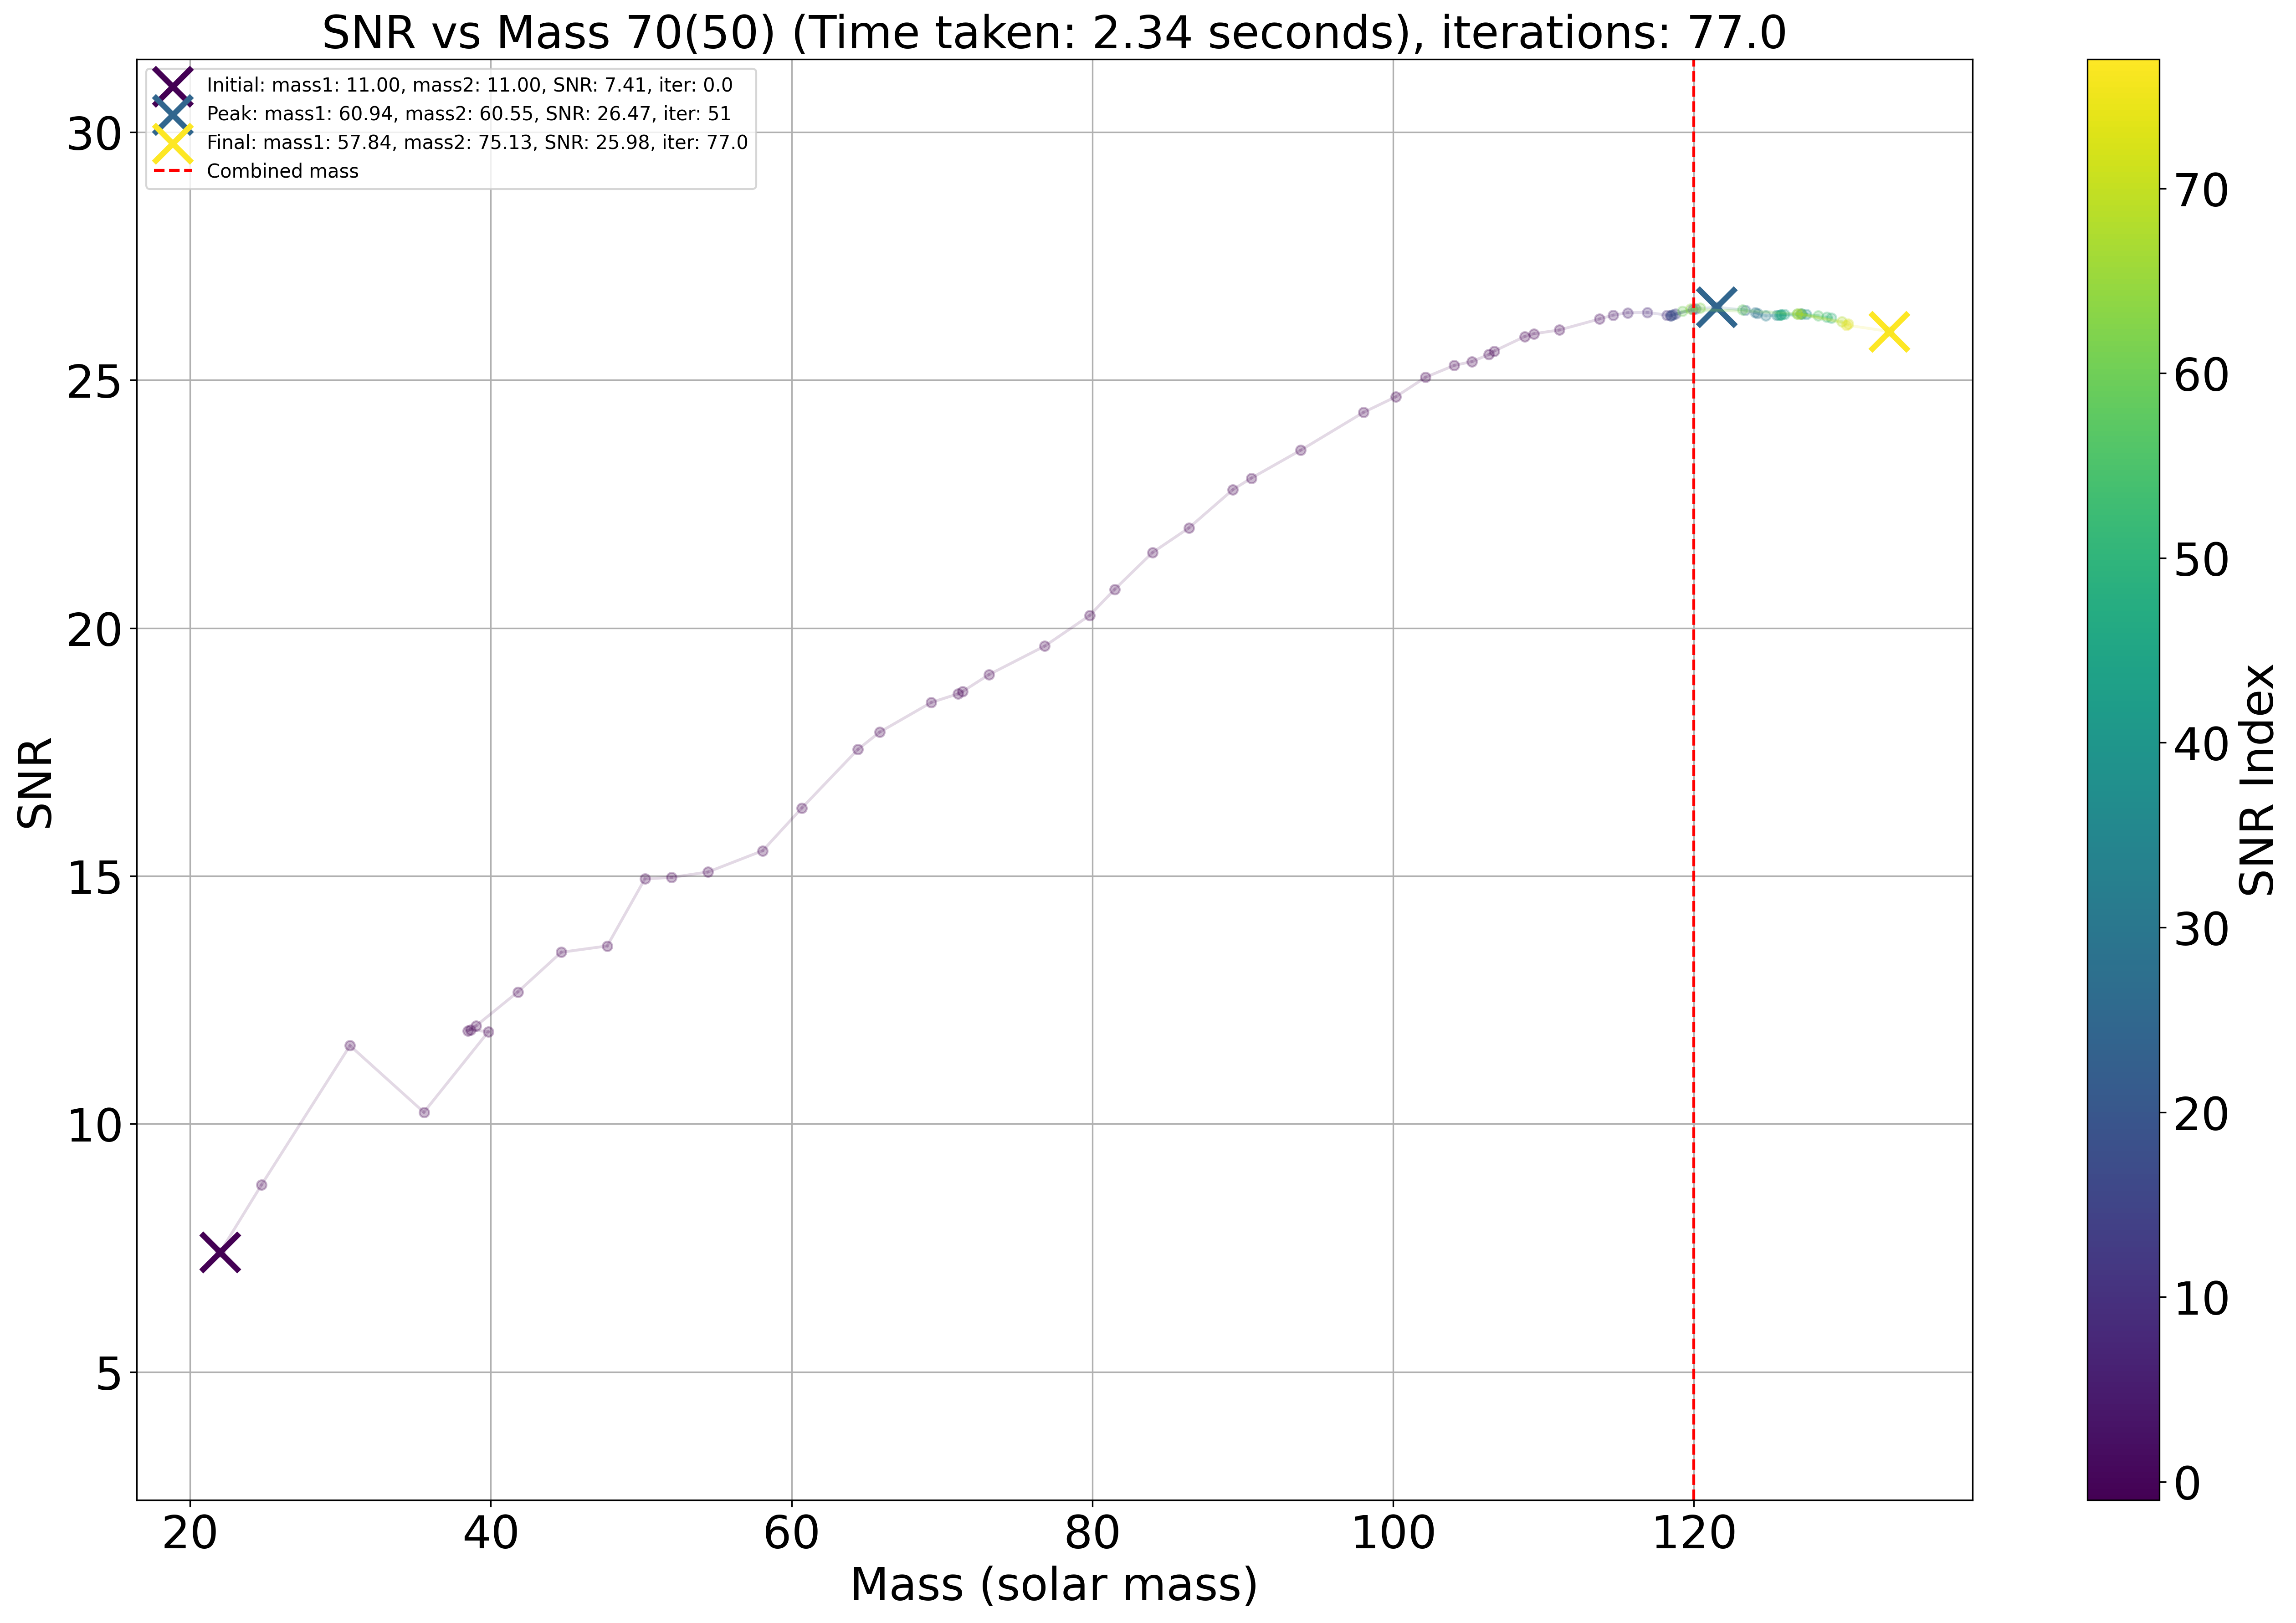 SNR vs Mass 70(50) (Time taken: 2.34 seconds), iterations: 77.0
Initial: mass1: 11.00, mass2: 11.00, SNR: 7.41, iter: 0.0
Peak: mass1: 60.94, mass2: 60.55, SNR: 26.47, iter: 51
Final: mass1: 57.84, mass2: 75.13, SNR: 25.98, iter: 77.0
Combined mass
30
25
20
15
10
5
SNR
20 40 60 80 100 120
Mass (solar mass)
70
60
50
40
30
20
10
0
SNR Index